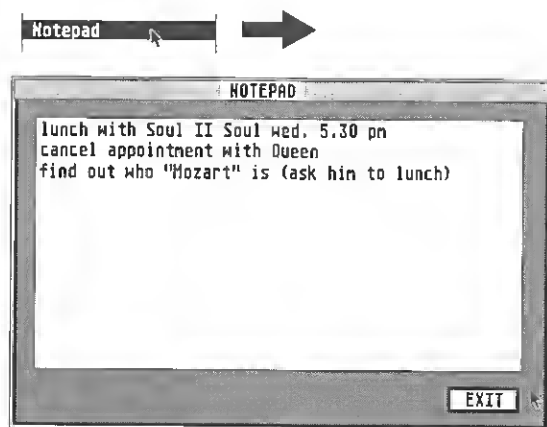 Notepad
NOTEPAD
lunch with Soul II Soul wed. 5.30 pm
cancel appointment with Queen
find out who "Mozart" is (ask him to lunch)
EXIT